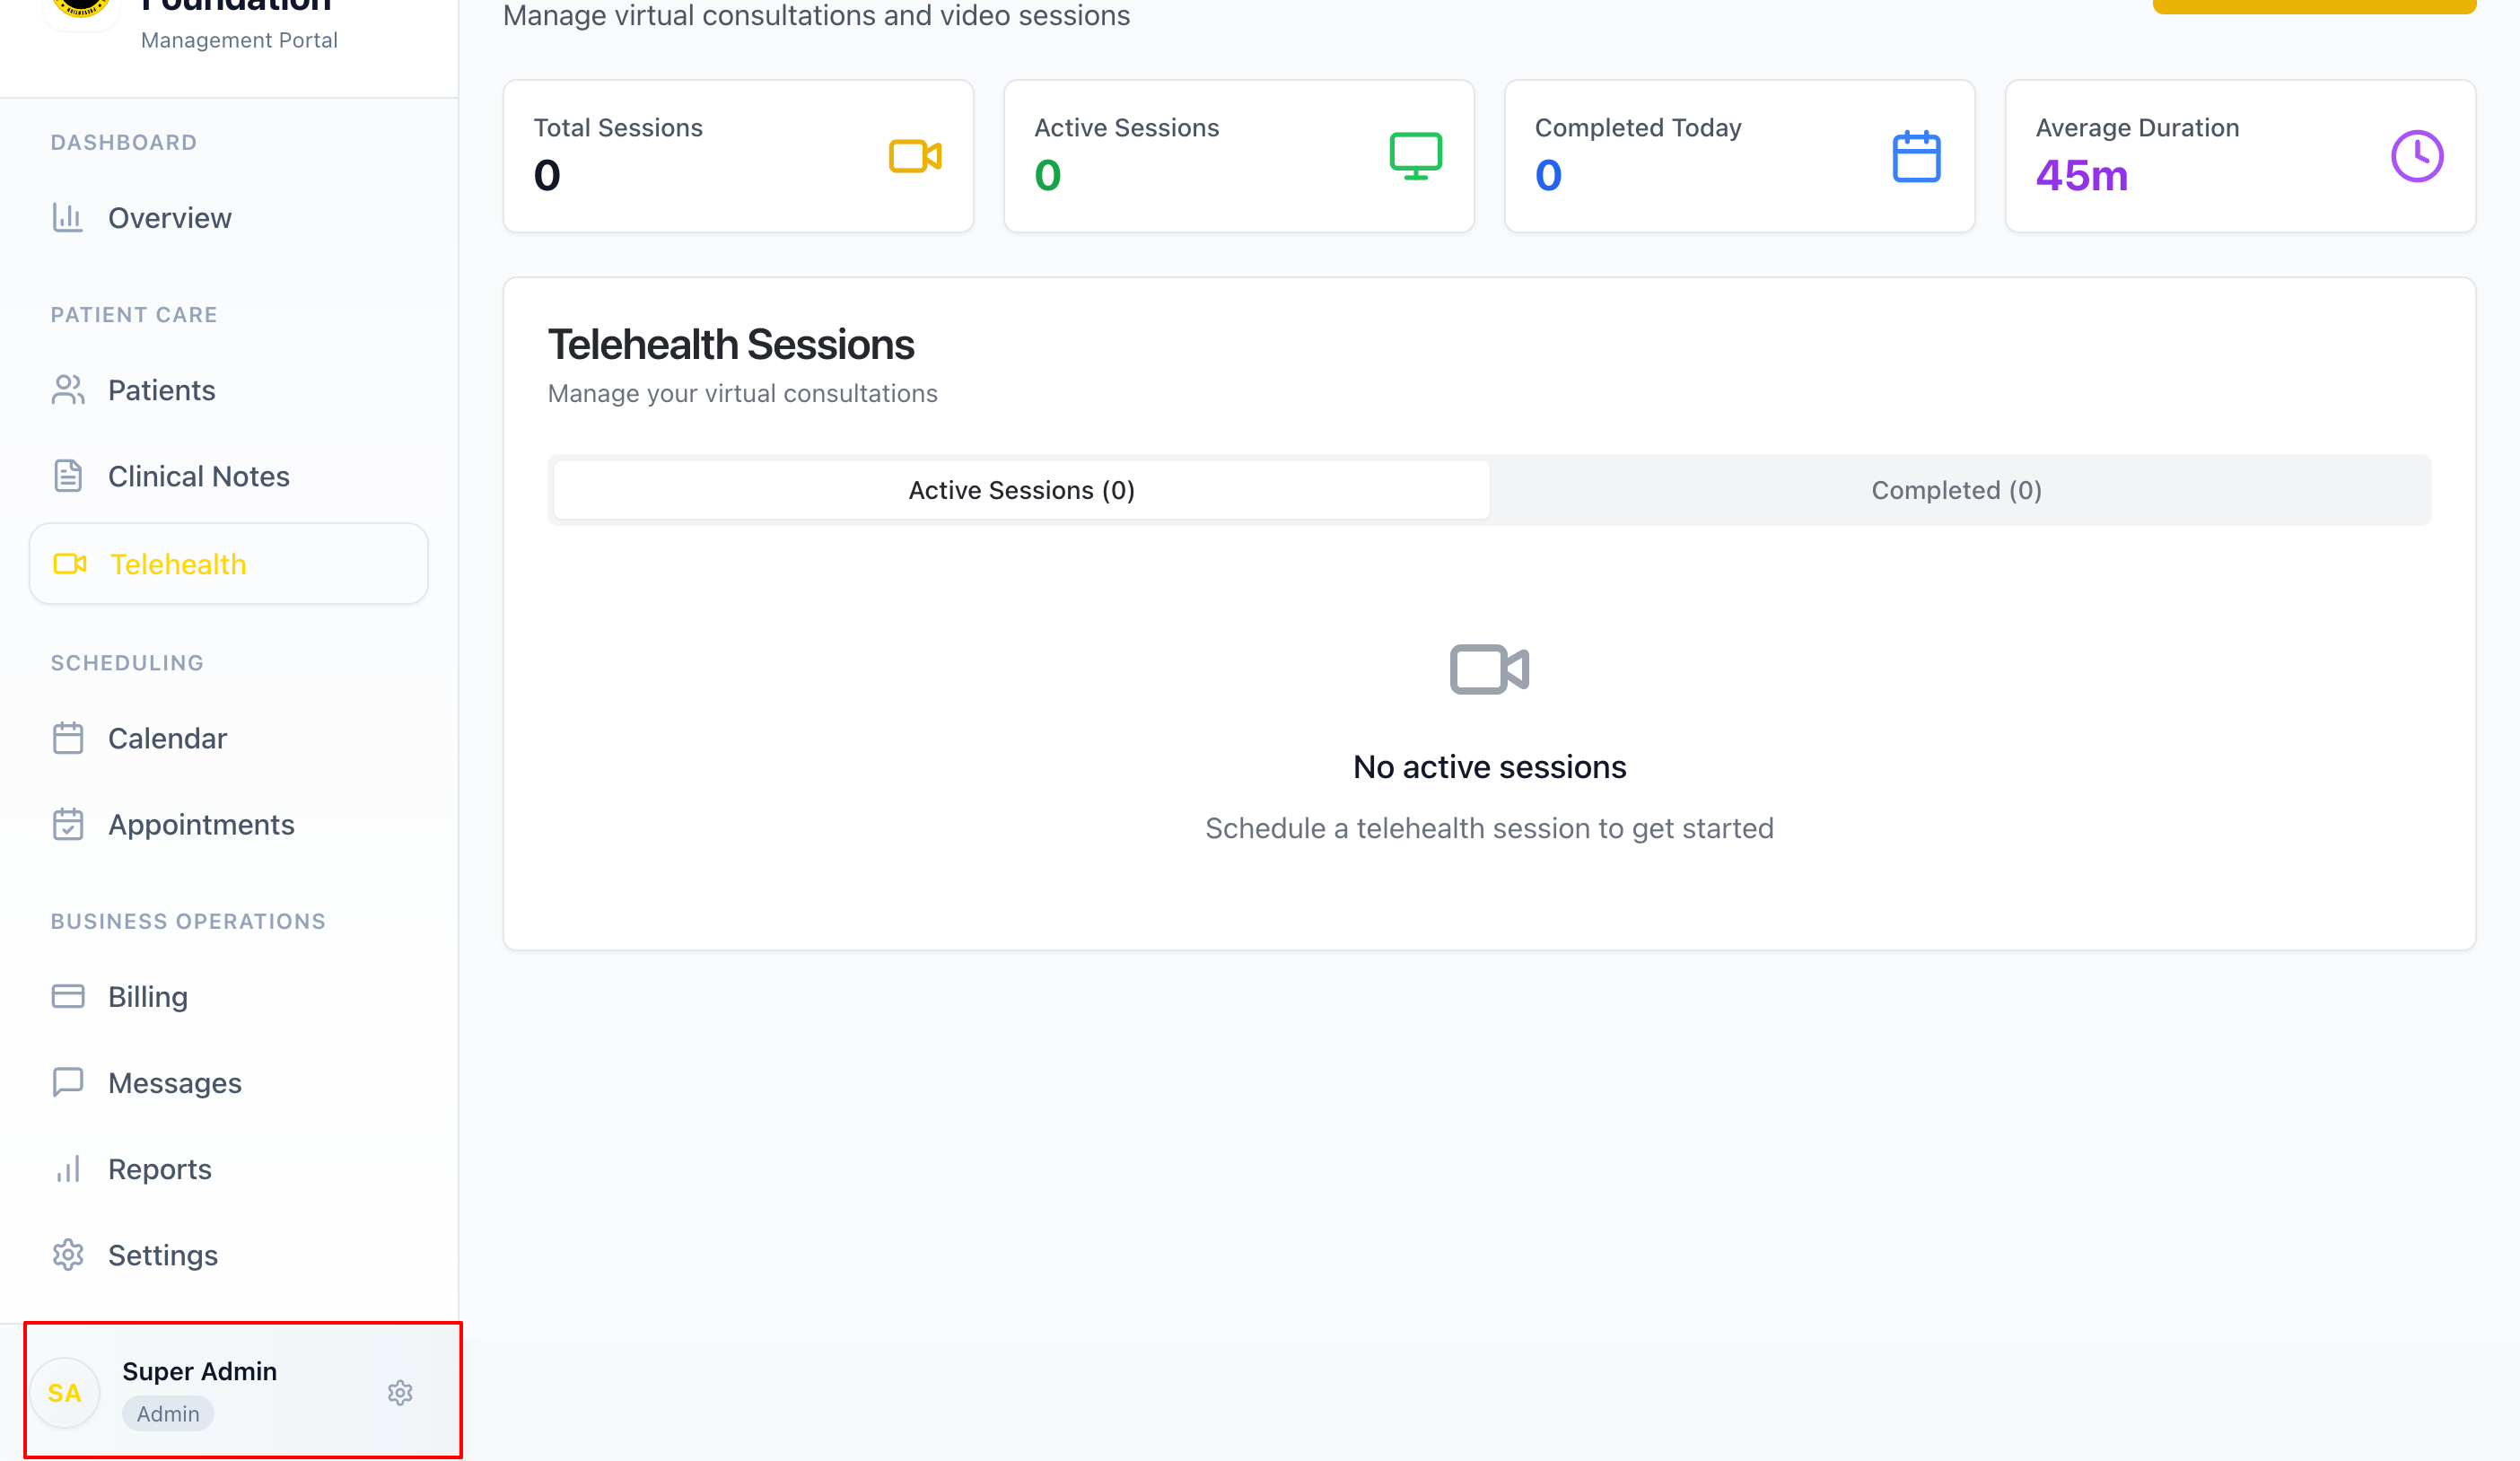 Foundation
Management Portal
Manage virtual consultations and video sessions
DASHBOARD
Overview
PATIENT CARE
Patients
Clinical Notes
Telehealth
SCHEDULING
Calendar
Appointments
BUSINESS OPERATIONS
Billing
Messages
Reports
Settings
SA
Super Admin
Admin
Total Sessions
0
Active Sessions
0
Completed Today
0
Average Duration
45m
Telehealth Sessions
Manage your virtual consultations
Active Sessions (0)
Completed (0)
No active sessions
Schedule a telehealth session to get started